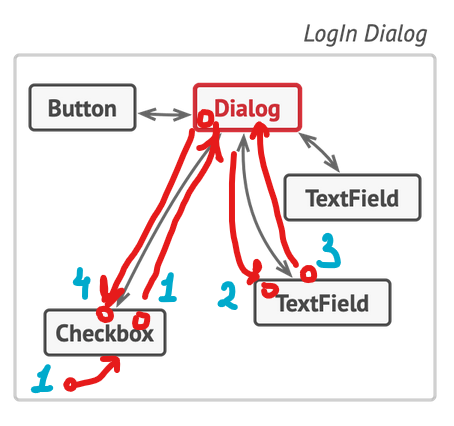 LogIn Dialog
Button
Dialog
TextField
4
1
2
3
TextField
Checkbox
1